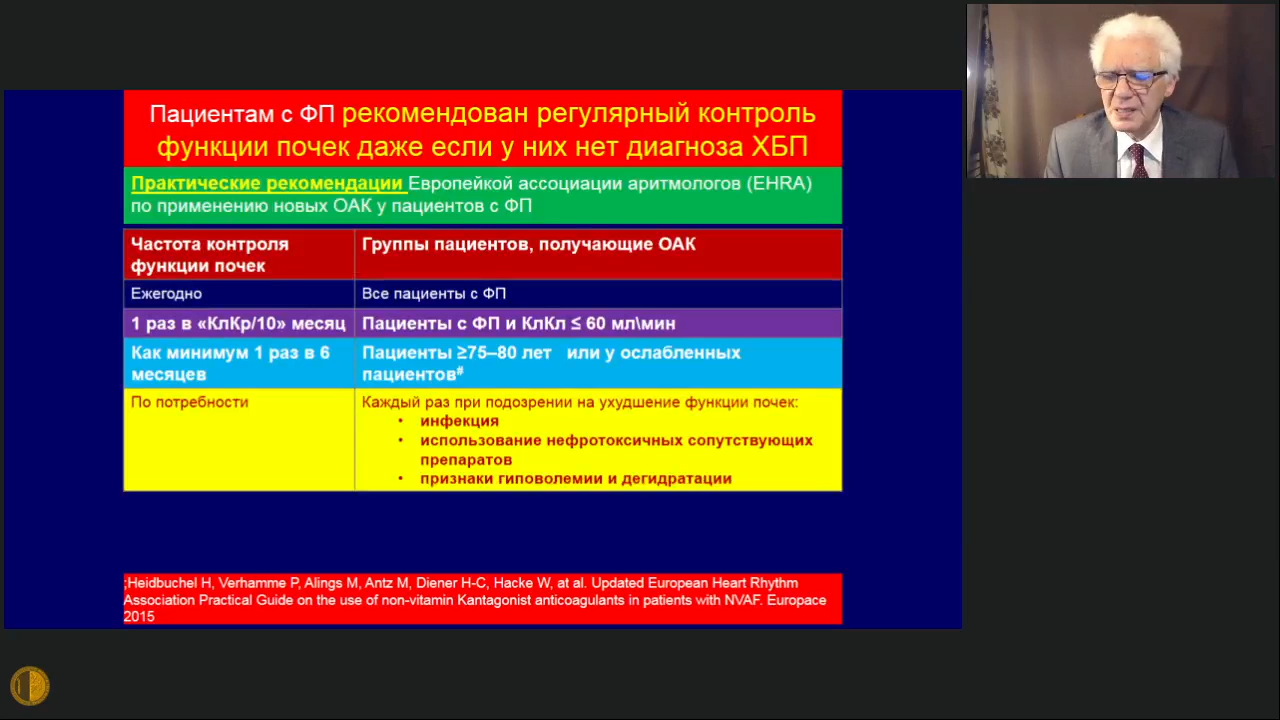 Пациентам с ФП рекомендован регулярный контроль
функции почек даже если у них нет диагноза ХБП
Практические рекомендации Европейкой ассоциации аритмологов (EHRA)
по применению новых ОАК у пациентов с ФП
Частота контроля
функции почек
Группы пациентов, получающие ОАК
Ежегодно
Все пациенты с ФП
1 раз в «КлКр/10» месяц
Пациенты с ФП и КлКл ≤ 60 мл\мин
Как минимум 1 раз в 6
месяцев
Пациенты ≥75–80 лет или у ослабленных
пациентов#
По потребности
Каждый раз при подозрении на ухудшение функции почек:
• инфекция
• использование нефротоксичных сопутствующих
препаратов
• признаки гиповолемии и дегидратации
;Heidbuchel H, Verhamme P, Alings M, Antz M, Diener H-C, Hacke W, at al. Updated European Heart Rhythm
Association Practical Guide on the use of non-vitamin Kantagonist anticoagulants in patients with NVAF. Europace
2015